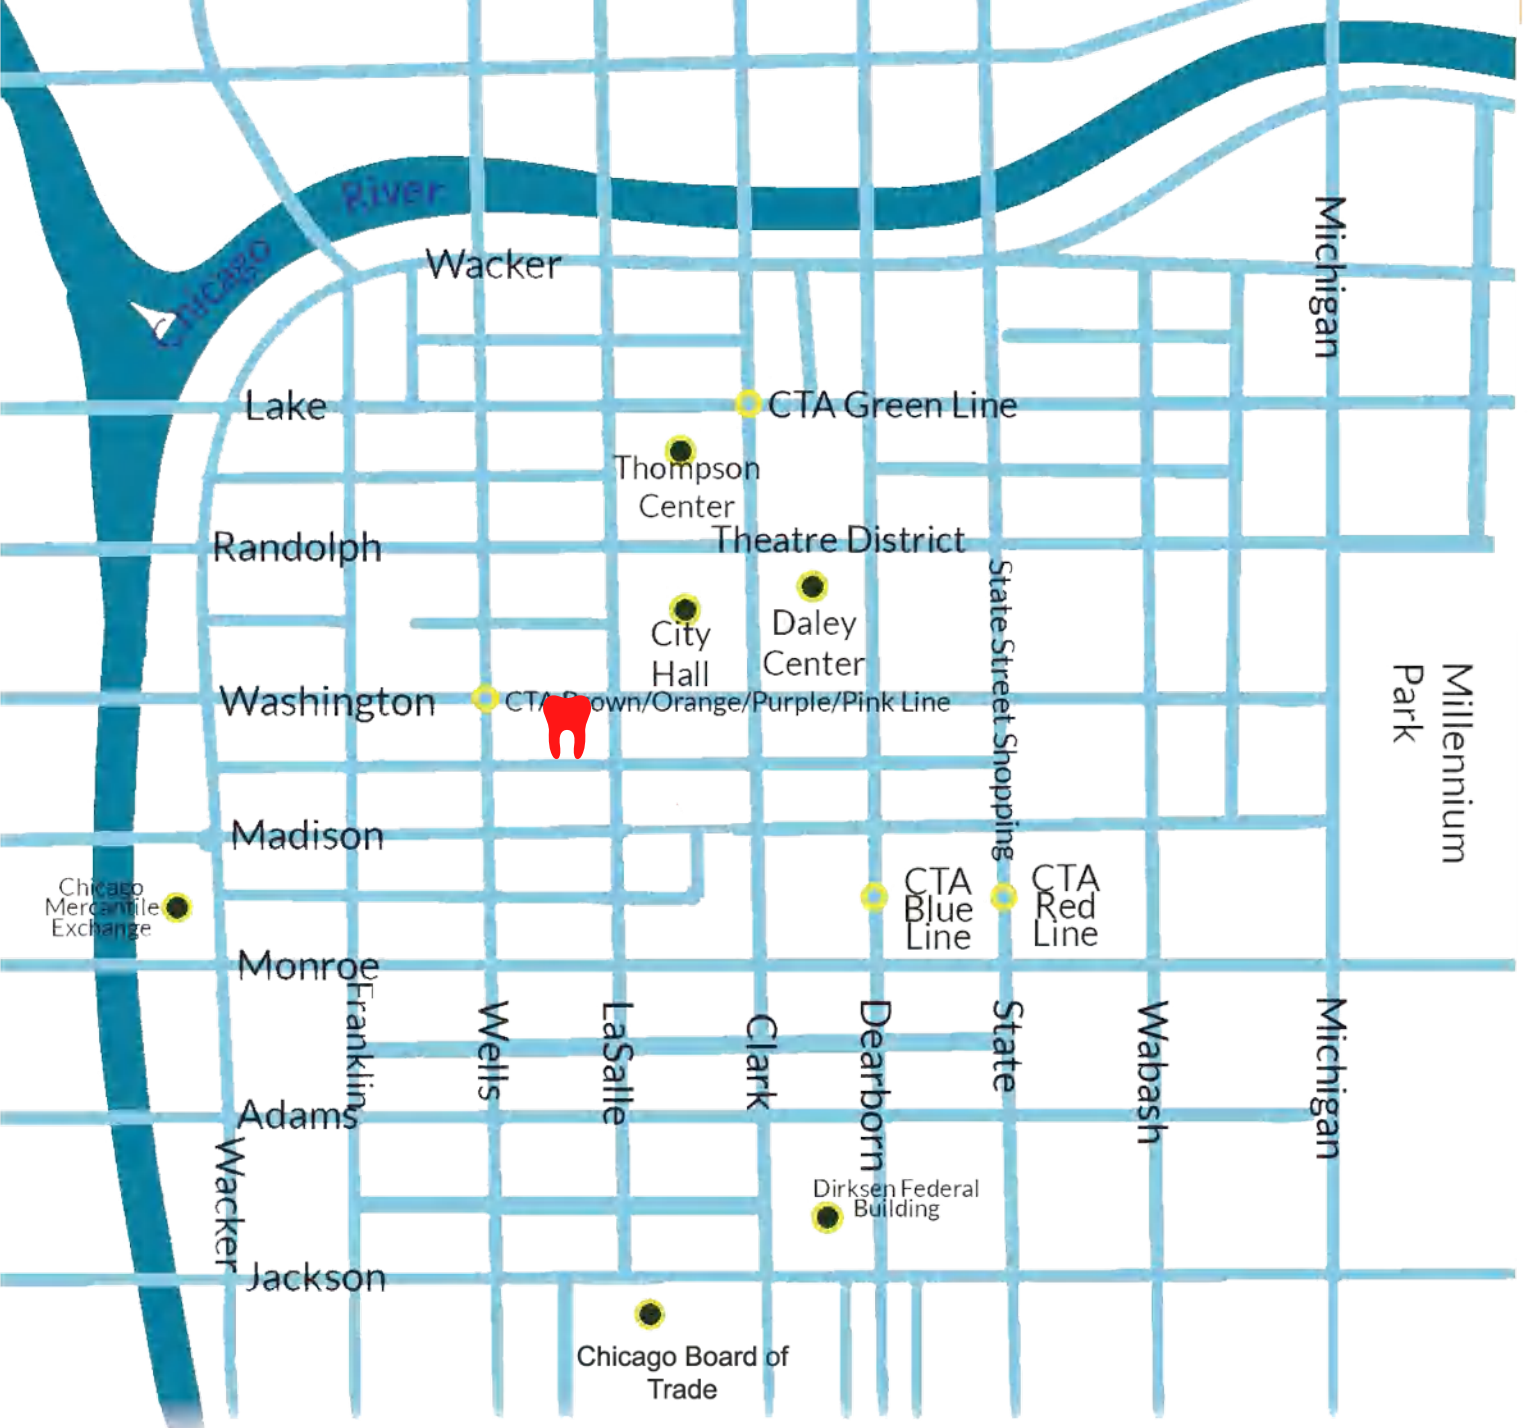 River
Chicago
Wacker
Michigan
Lake
CTA Green Line
Thompson
Center
Randolph
Theatre District
State Street Shopping
City
Hall
Daley
Center
Washington
CTA Brown/Orange/Purple/Pink Line
Millennium
Park
Madison
Chicago
Mercantile
Exchange
CTA
Blue
Line
CTA
Red
Line
Monroe
Franklin
Wells
LaSalle
Clark
Dearborn
State
Wabash
Michigan
Adams
Wacker
Dirksen Federal
Building
Jackson
Chicago Board of
Trade